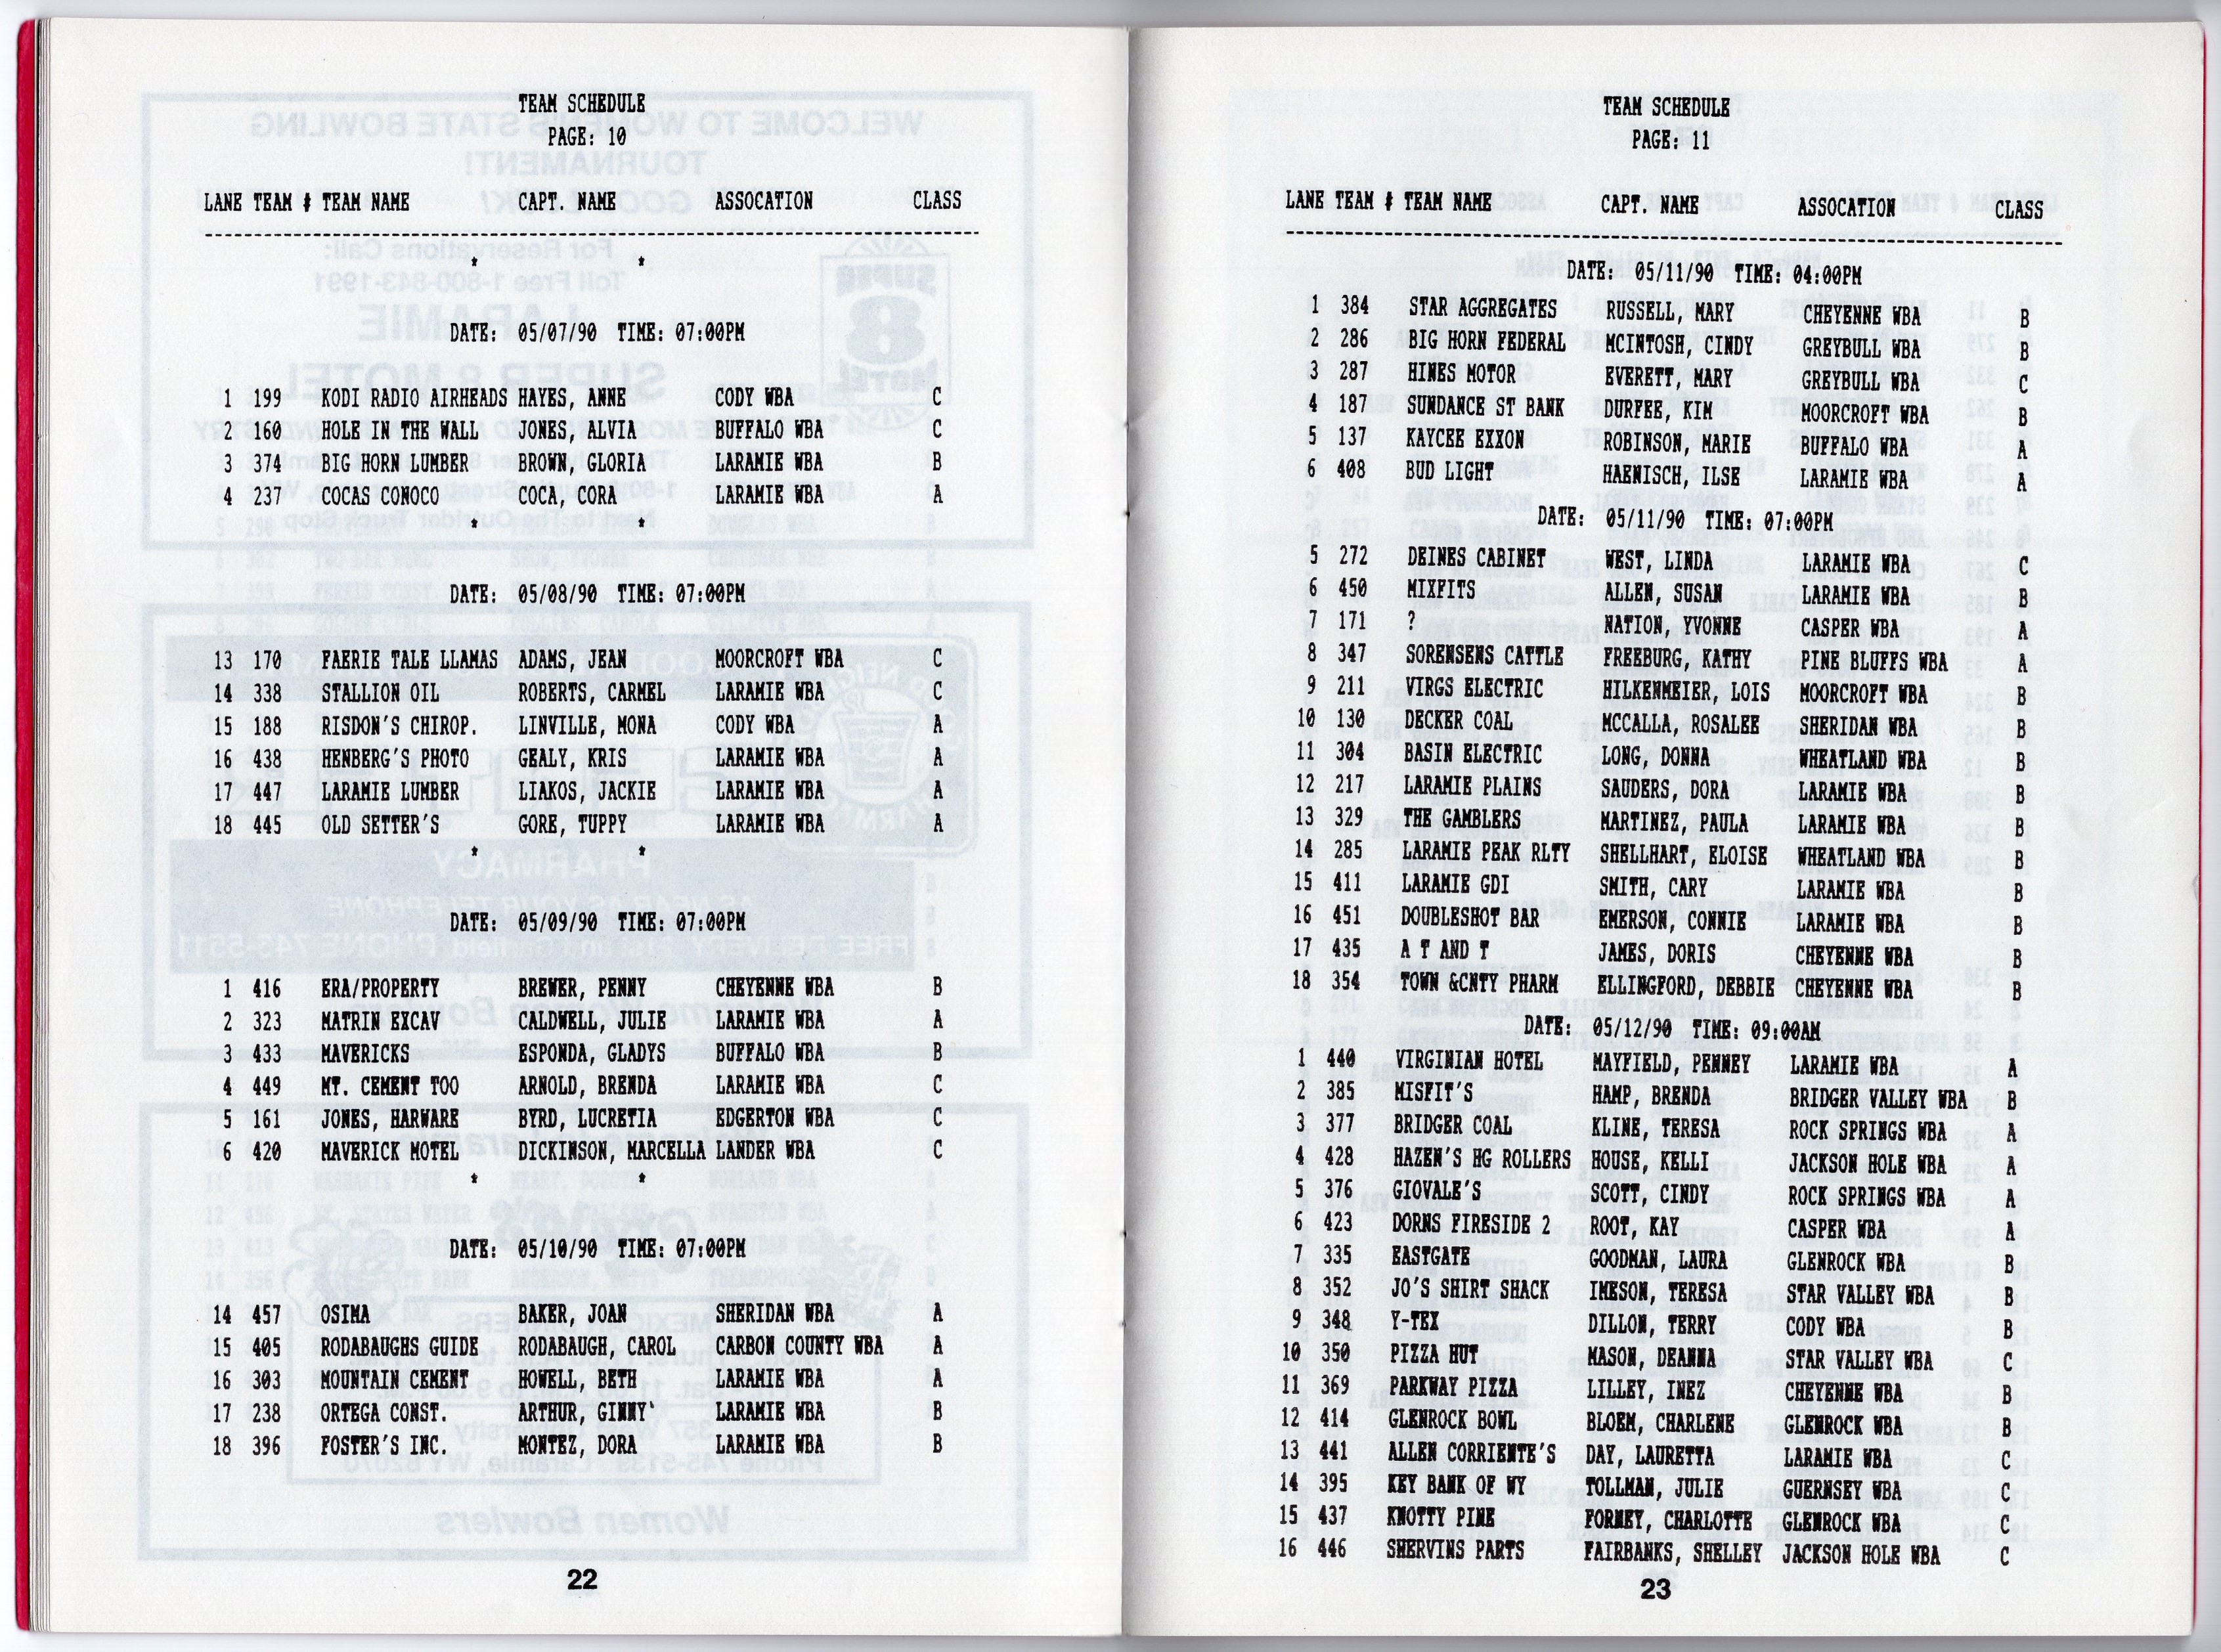 TEAM SCHEDULE
PAGE: 10
LANE TEAM # TEAM NAME CAPT. NAME ASSOCATION CLASS
* *
DATE: 05/07/90 TIME: 07:00PM
1 199 KODI RADIO AIRHEADS HAYES, ANNE CODY WBA C
2 160 HOLE IN THE WALL JONES, ALVIA BUFFALO WBA C
3 374 BIG HORN LUMBER BROWN, GLORIA LARAMIE WBA B
4 237 COCAS CONOCO COCA, CORA LARAMIE WBA A
* *
DATE: 05/08/90 TIME: 07:00PM
13 170 FAERIE TALE LLAMAS ADAMS, JEAN MOORCROFT WBA C
14 338 STALLION OIL ROBERTS, CARMEL LARAMIE WBA C
15 188 RISDON'S CHIROP. LINVILLE, MONA CODY WBA A
16 438 HENBERG'S PHOTO GEALY, KRIS LARAMIE WBA A
17 447 LARAMIE LUMBER LIAKOS, JACKIE LARAMIE WBA A
18 445 OLD SETTER'S GORE, TUPPY LARAMIE WBA A
* *
DATE: 05/09/90 TIME: 07:00PM
1 416 ERA/PROPERTY BREWER, PENNY CHEYENNE WBA B
2 323 MATRIN EXCAV CALDWELL, JULIE LARAMIE WBA A
3 433 MAVERICKS ESPONDA, GLADYS BUFFALO WBA B
4 449 MT. CEMENT TOO ARNOLD, BRENDA LARAMIE WBA C
5 161 JONES, HARWARE BYRD, LUCRETIA EDGERTON WBA C
6 420 MAVERICK MOTEL DICKINSON, MARCELLA LANDER WBA C
* *
DATE: 05/10/90 TIME: 07:00PM
14 457 OSIMA BAKER, JOAN SHERIDAN WBA A
15 405 RODABAUGHS GUIDE RODABAUGH, CAROL CARBON COUNTY WBA A
16 303 MOUNTAIN CEMENT HOWELL, BETH LARAMIE WBA A
17 238 ORTEGA CONST. ARTHUR, GINNY LARAMIE WBA B
18 396 FOSTER'S INC. MONTEZ, DORA LARAMIE WBA B
22
TEAM SCHEDULE
PAGE: 11
LANE TEAM # TEAM NAME CAPT. NAME ASSOCATION CLASS
DATE: 05/11/90 TIME: 04:00PM
1 384 STAR AGGREGATES RUSSELL, MARY CHEYENNE WBA B
2 286 BIG HORN FEDERAL MCINTOSH, CINDY GREYBULL WBA B
3 287 HINES MOTOR EVERETT, MARY GREYBULL WBA C
4 187 SUNDANCE ST BANK DURFEE, KIM MOORCROFT WBA B
5 137 KAYCEE EXXON ROBINSON, MARIE BUFFALO WBA A
6 408 BUD LIGHT HAENISCH, ILSE LARAMIE WBA A
DATE: 05/11/90 TIME: 07:00PM
5 272 DEINES CABINET WEST, LINDA LARAMIE WBA C
6 450 MIXFITS ALLEN, SUSAN LARAMIE WBA B
7 171 ? NATION, YVONNE CASPER WBA A
8 347 SORENSENS CATTLE FREEBURG, KATHY PINE BLUFFS WBA A
9 211 VIRGS ELECTRIC HILKENMEIER, LOIS MOORCROFT WBA B
10 130 DECKER COAL MCCALLA, ROSALEE SHERIDAN WBA B
11 304 BASIN ELECTRIC LONG, DONNA WHEATLAND WBA B
12 217 LARAMIE PLAINS SAUDERS, DORA LARAMIE WBA B
13 329 THE GAMBLERS MARTINEZ, PAULA LARAMIE WBA B
14 285 LARAMIE PEAK RLTY SHELLHART, ELOISE WHEATLAND WBA B
15 411 LARAMIE GDI SMITH, CARY LARAMIE WBA B
16 451 DOUBLESHOT BAR EMERSON, CONNIE LARAMIE WBA B
17 435 A T AND T JAMES, DORIS CHEYENNE WBA B
18 354 TOWN &CNTY PHARM ELLINGFORD, DEBBIE CHEYENNE WBA B
DATE: 05/12/90 TIME: 09:00AM
1 440 VIRGINIAN HOTEL MAYFIELD, PENNEY LARAMIE WBA A
2 385 MISFIT'S HAMP, BRENDA BRIDGER VALLEY WBA B
3 377 BRIDGER COAL KLINE, TERESA ROCK SPRINGS WBA A
4 428 HAZEN'S HG ROLLERS HOUSE, KELLI JACKSON HOLE WBA A
5 376 GIOVALE'S SCOTT, CINDY ROCK SPRINGS WBA A
6 423 DORNS FIRESIDE 2 ROOT, KAY CASPER WBA A
7 335 EASTGATE GOODMAN, LAURA GLENROCK WBA B
8 352 JO'S SHIRT SHACK IMESON, TERESA STAR VALLEY WBA B
9 348 Y-TEX DILLON, TERRY CODY WBA B
10 350 PIZZA HUT MASON, DEANNA STAR VALLEY WBA C
11 369 PARKWAY PIZZA LILLEY, INEZ CHEYENNE WBA B
12 414 GLENROCK BOWL BLOEM, CHARLENE GLENROCK WBA B
13 441 ALLEN CORRIENTE'S DAY, LAURETTA LARAMIE WBA C
14 395 KEY BANK OF WY TOLLMAN, JULIE GUERNSEY WBA C
15 437 KNOTTY PINE FORNEY, CHARLOTTE GLENROCK WBA C
16 446 SHERVINS PARTS FAIRBANKS, SHELLEY JACKSON HOLE WBA C
23